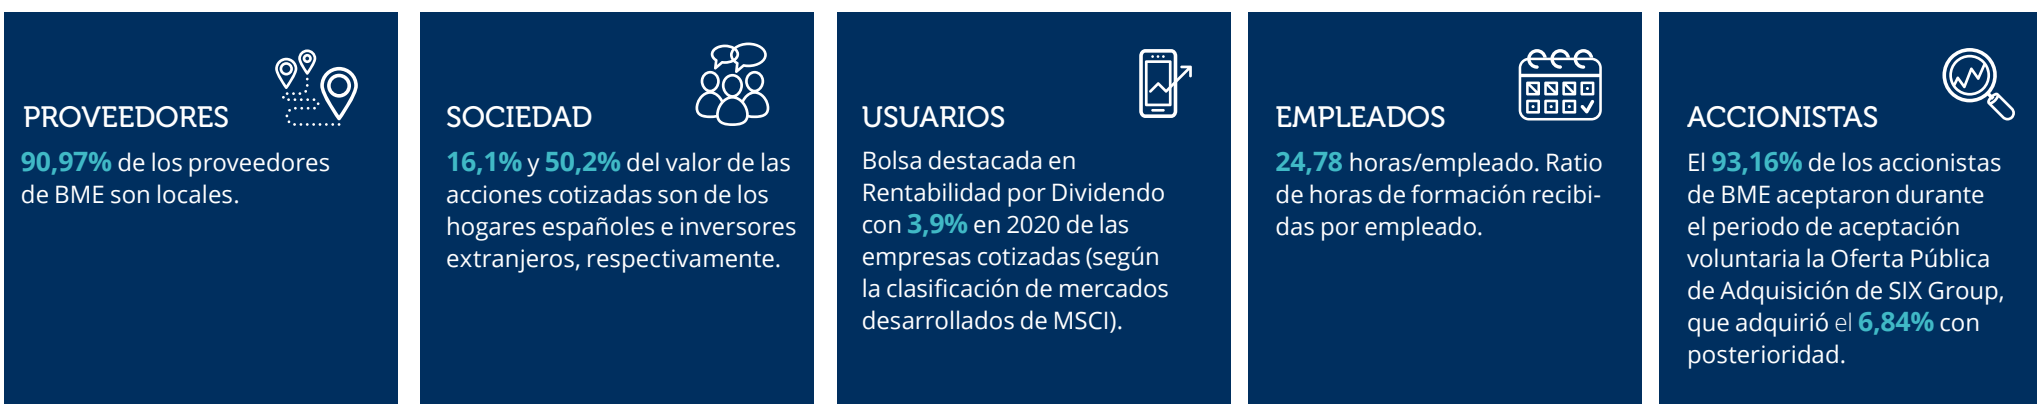 PROVEEDORES
90,97% de los proveedores
de BME son locales.
SOCIEDAD
16,1% y 50,2% del valor de las
acciones cotizadas son de los
hogares españoles e inversores
extranjeros, respectivamente.
USUARIOS
Bolsa destacada en
Rentabilidad por Dividendo
con 3,9% en 2020 de las
empresas cotizadas (según
la clasificación de mercados
desarrollados de MSCI).
EMPLEADOS
24,78 horas/empleado. Ratio
de horas de formación recibi-
das por empleado.
ACCIONISTAS
El 93,16% de los accionistas
de BME aceptaron durante
el periodo de aceptación
voluntaria la Oferta Pública
de Adquisición de SIX Group,
que adquirió el 6,84% con
posterioridad.